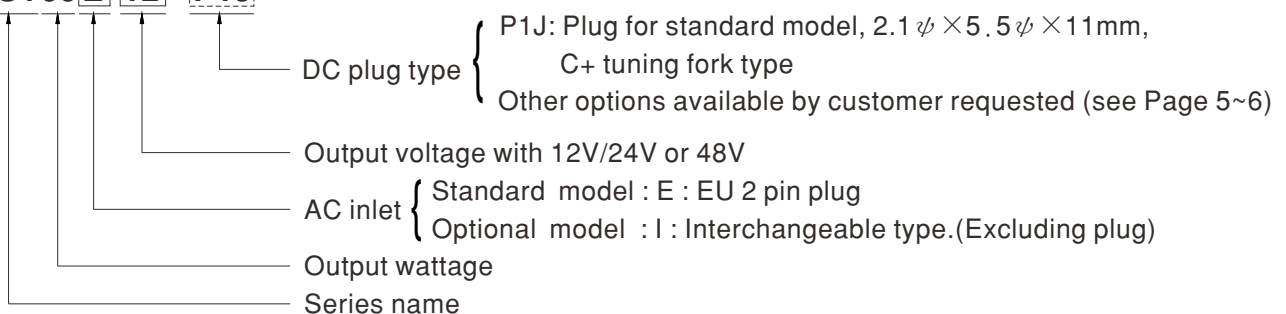 P1J: Plug for standard model, 2.1ψ×5.5ψ×11mm,
DC plug type
C+ tuning fork type
Other options available by customer requested (see Page 5~6)
Output voltage with 12V/24V or 48V
Standard model : E : EU 2 pin plug
AC inlet
Optional model : I : Interchangeable type.(Excluding plug)
Output wattage
Series name